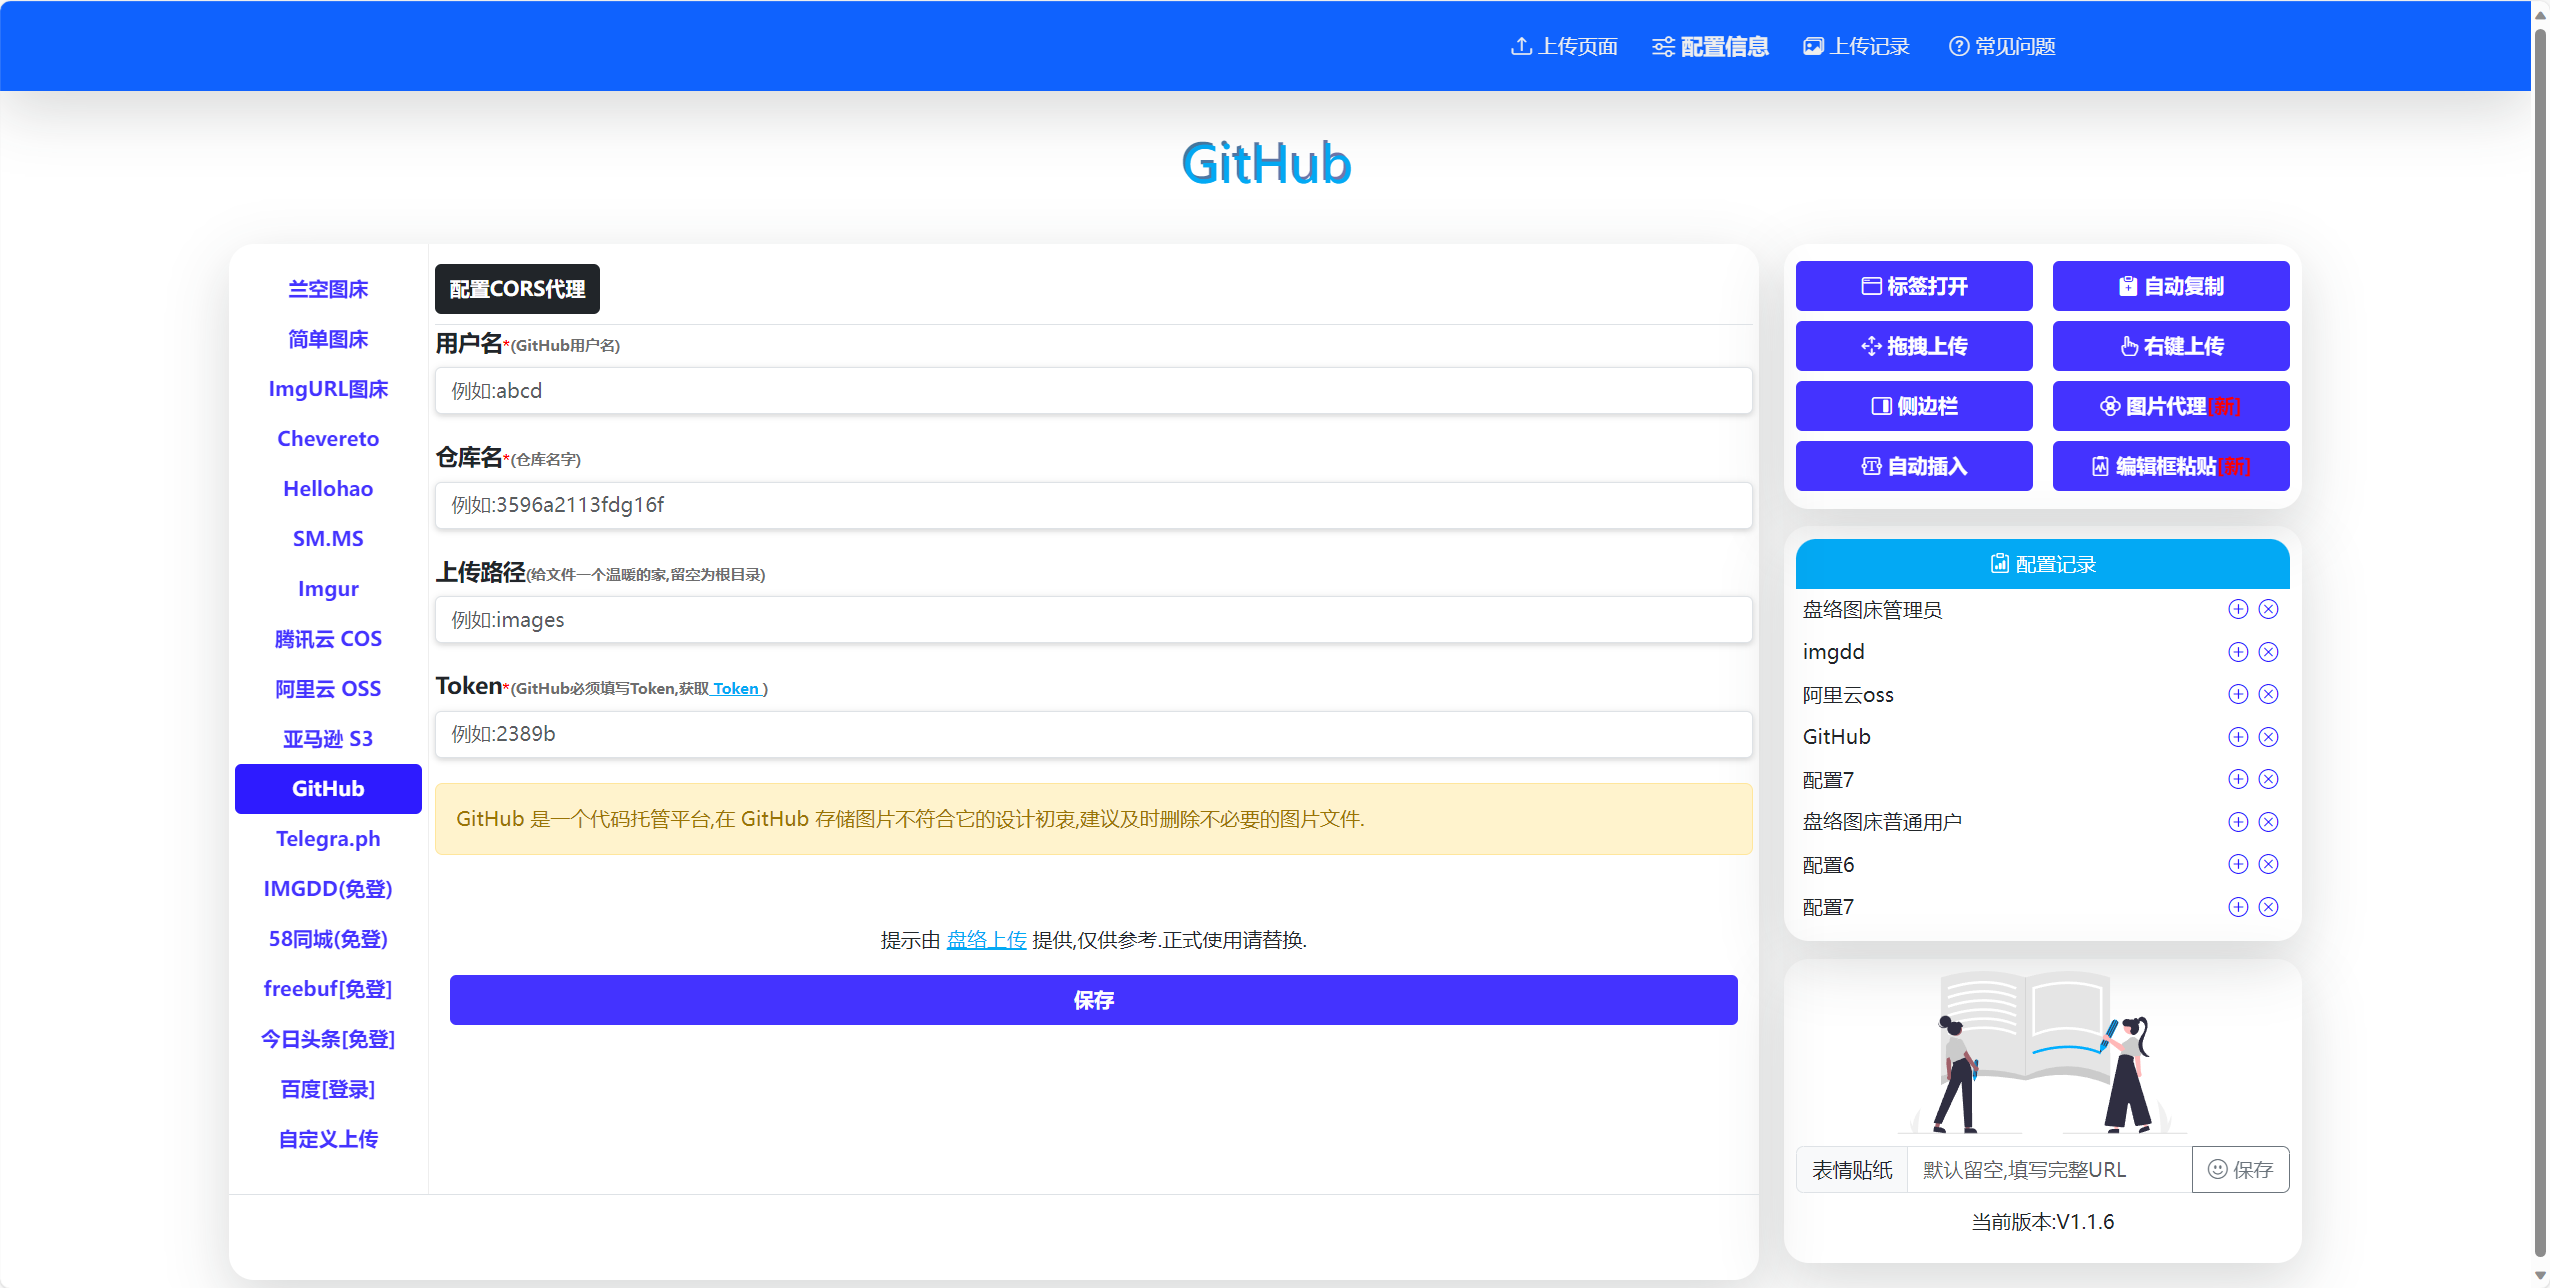 上传页面 配置信息 上传记录 常见问题
GitHub
兰空图床
简单图床
ImgURL图床
Chevereto
Hellohao
SM.MS
Imgur
腾讯云 COS
阿里云 OSS
亚马逊 S3
GitHub
Telegra.ph
IMGDD(免登)
58同城(免登)
freebuf[免登]
今日头条[免登]
百度[登录]
自定义上传
配置CORS代理
用户名*(GitHub用户名)
例如:abcd
仓库名*(仓库名字)
例如:3596a2113fdg16f
上传路径(给文件一个温暖的家,留空为根目录)
例如:images
Token*(GitHub必须填写Token,获取 Token )
例如:2389b
GitHub 是一个代码托管平台,在 GitHub 存储图片不符合它的设计初衷,建议及时删除不必要的图片文件.
提示由 盘络上传 提供,仅供参考.正式使用请替换.
保存
标签打开 自动复制
拖拽上传 右键上传
侧边栏 图片代理[新]
自动插入 编辑框粘贴[新]
配置记录
盘络图床管理员
imgdd
阿里云oss
GitHub
配置7
盘络图床普通用户
配置6
配置7
表情贴纸 默认留空,填写完整URL 保存
当前版本:V1.1.6